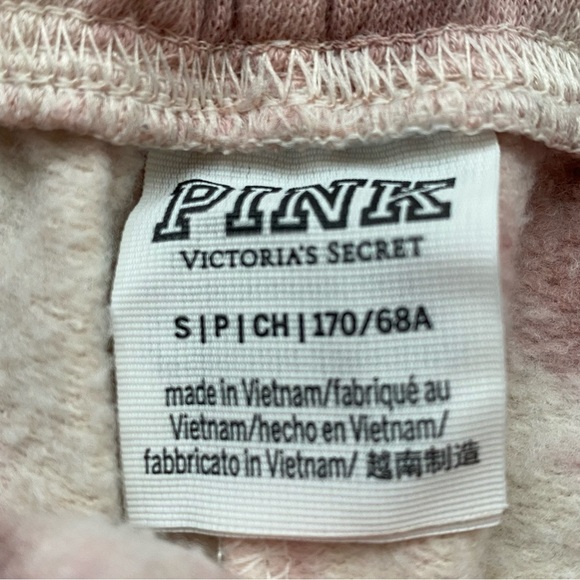 PINK
VICTORIA'S SECRET
S|P|CH|170/68A
made in Vietnam/fabriqué au
Vietnam/hecho en Vietnam/
fabbricato in Vietnam/ 越南制造